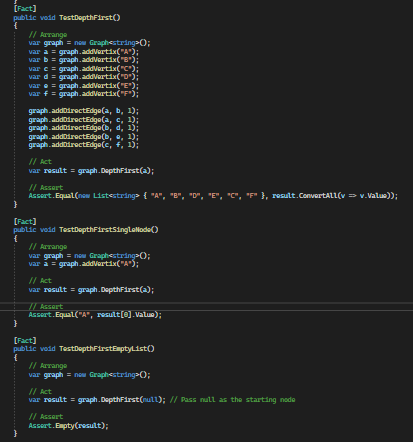 }
[Fact]
public void TestDepthFirst()
{
// Arrange
var graph = new Graph<string>();
var a = graph.addVertix("A");
var b = graph.addVertix("B");
var c = graph.addVertix("C");
var d = graph.addVertix("D");
var e = graph.addVertix("E");
var f = graph.addVertix("F");
graph.addDirectEdge(a, b, 1);
graph.addDirectEdge(a, c, 1);
graph.addDirectEdge(b, d, 1);
graph.addDirectEdge(b, e, 1);
graph.addDirectEdge(c, f, 1);
// Act
var result = graph.DepthFirst(a);
// Assert
Assert.Equal(new List<string> { "A", "B", "D", "E", "C", "F" }, result.ConvertAll(v => v.Value));
}
[Fact]
public void TestDepthFirstSingleNode()
{
// Arrange
var graph = new Graph<string>();
var a = graph.addVertix("A");
// Act
var result = graph.DepthFirst(a);
// Assert
Assert.Equal("A", result[0].Value);
}
[Fact]
public void TestDepthFirstEmptyList()
{
// Arrange
var graph = new Graph<string>();
// Act
var result = graph.DepthFirst(null); // Pass null as the starting node
// Assert
Assert.Empty(result);
}